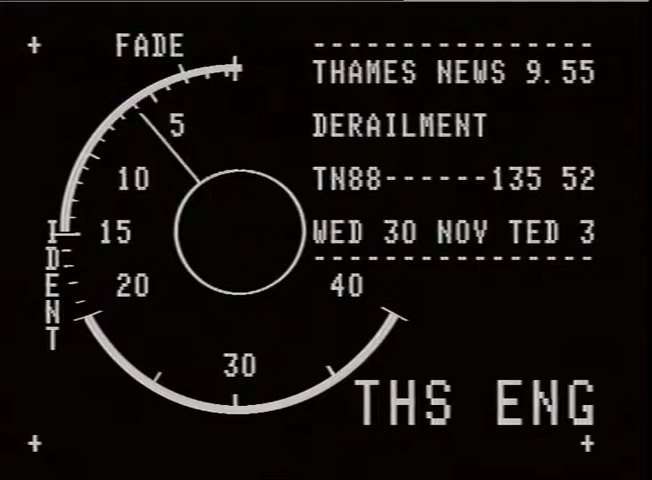 FADE
----------------
THAMES NEWS 9.55
DERAILMENT
TN88------135 52
WED 30 NOV TED 3
----------------
5
10
15
20
30
40
IDENT
THS ENG